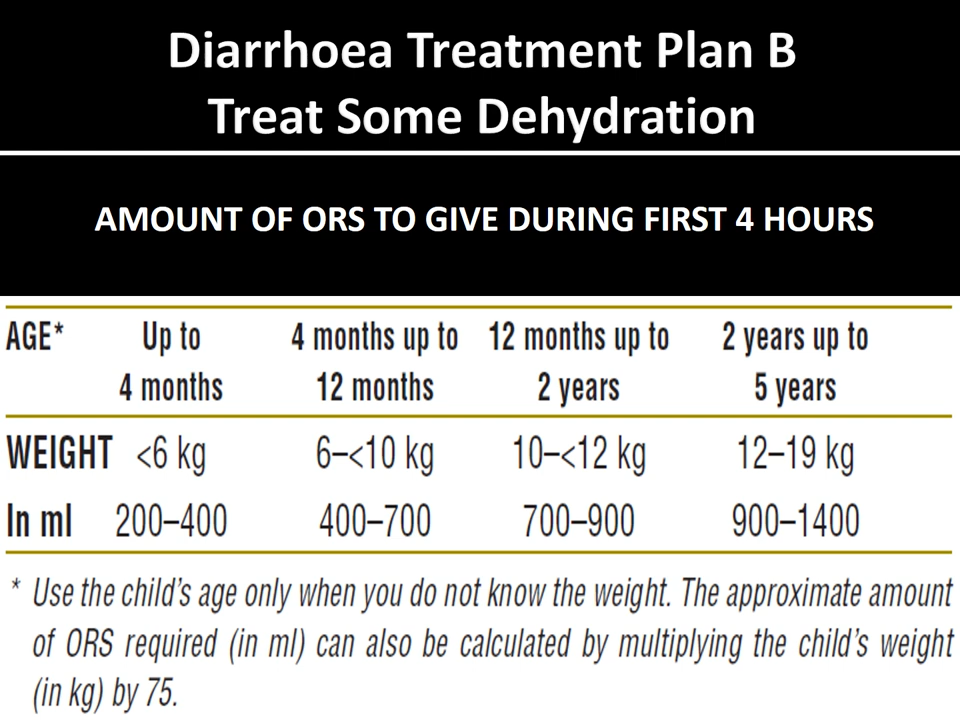 Diarrhoea Treatment Plan B
Treat Some Dehydration
AMOUNT OF ORS TO GIVE DURING FIRST 4 HOURS
AGE* Up to 4 months up to 12 months up to 2 years up to
4 months 12 months 2 years 5 years
WEIGHT <6 kg 6–<10 kg 10–<12 kg 12–19 kg
In ml 200–400 400–700 700–900 900–1400
* Use the child's age only when you do not know the weight. The approximate amount
of ORS required (in ml) can also be calculated by multiplying the child's weight
(in kg) by 75.